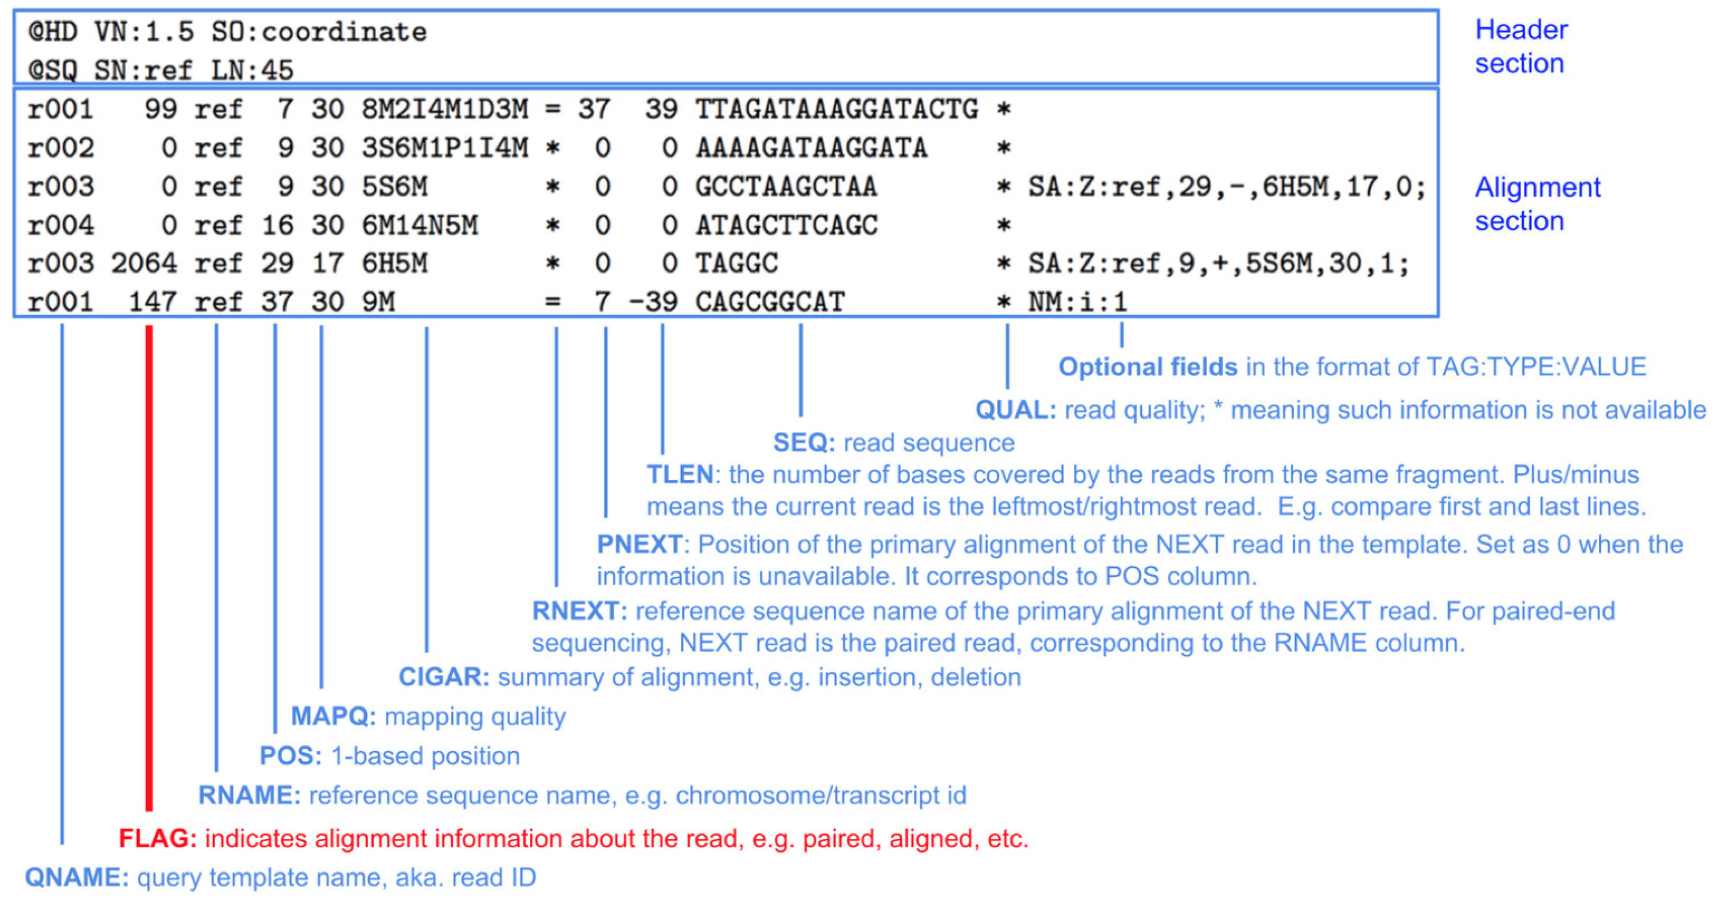 @HD VN:1.5 SO:coordinate
@SQ SN:ref LN:45
Header
section
r001 99 ref 7 30 8M2I4M1D3M = 37 39 TTAGATAAAGGATACTG *
r002 0 ref 9 30 3S6M1P1I4M * 0 0 AAAAGATAAGGATA *
r003 0 ref 9 30 5S6M * 0 0 GCCTAAGCTAA * SA:Z:ref,29,-,6H5M,17,0;
r004 0 ref 16 30 6M14N5M * 0 0 ATAGCTTCAGC *
r003 2064 ref 29 17 6H5M * 0 0 TAGGC * SA:Z:ref,9,+,5S6M,30,1;
r001 147 ref 37 30 9M = 7 -39 CAGCGGCAT * NM:i:1
Alignment
section
Optional fields in the format of TAG:TYPE:VALUE
QUAL: read quality; * meaning such information is not available
SEQ: read sequence
TLEN: the number of bases covered by the reads from the same fragment. Plus/minus
means the current read is the leftmost/rightmost read. E.g. compare first and last lines.
PNEXT: Position of the primary alignment of the NEXT read in the template. Set as 0 when the
information is unavailable. It corresponds to POS column.
RNEXT: reference sequence name of the primary alignment of the NEXT read. For paired-end
sequencing, NEXT read is the paired read, corresponding to the RNAME column.
CIGAR: summary of alignment, e.g. insertion, deletion
MAPQ: mapping quality
POS: 1-based position
RNAME: reference sequence name, e.g. chromosome/transcript id
FLAG: indicates alignment information about the read, e.g. paired, aligned, etc.
QNAME: query template name, aka. read ID